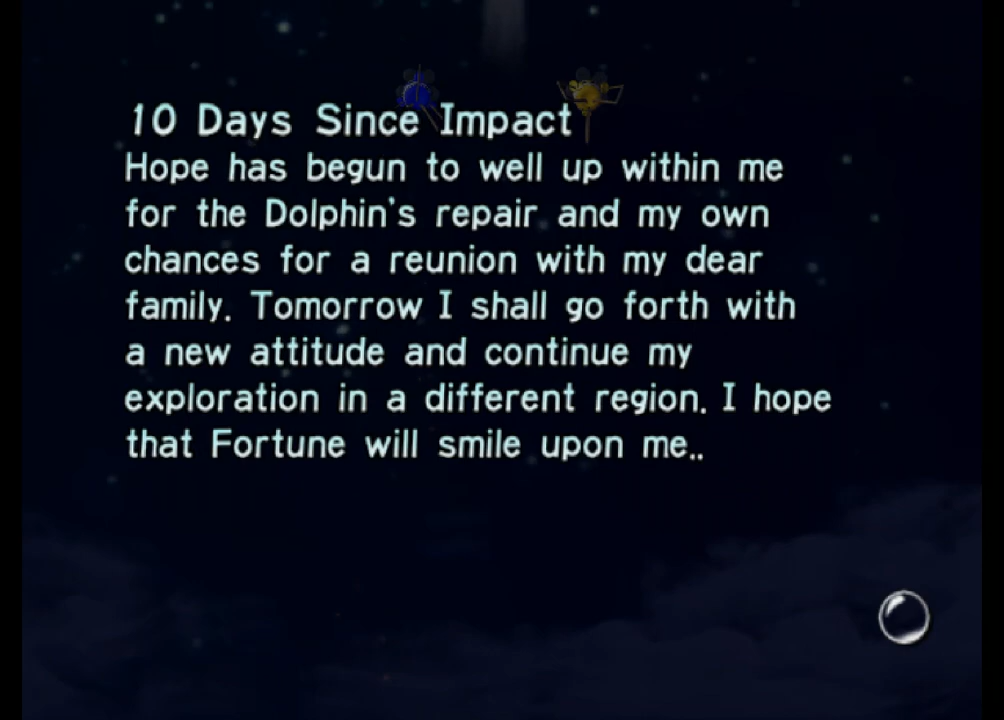 10 Days Since Impact
Hope has begun to well up within me
for the Dolphin's repair and my own
chances for a reunion with my dear
family. Tomorrow I shall go forth with
a new attitude and continue my
exploration in a different region. I hope
that Fortune will smile upon me..